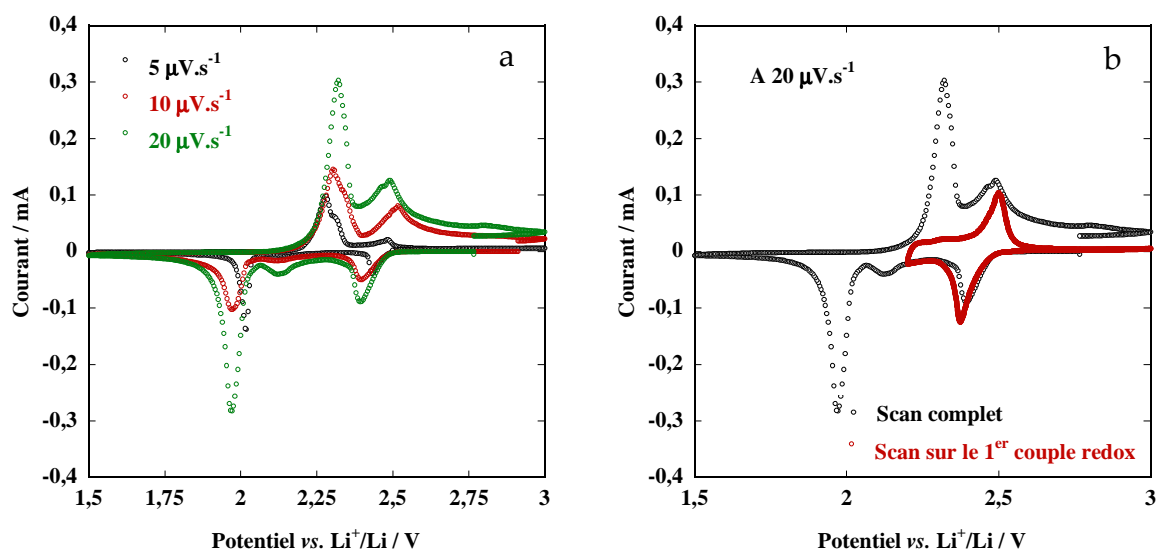 0,4
0,3
0,2
0,1
0
-0,1
-0,2
-0,3
-0,4
Courant / mA
5 µV.s-1
10 µV.s-1
20 µV.s-1
a
1,5
1,75
2
2,25
2,5
2,75
3
Potentiel vs. Li+/Li / V
0,4
0,3
0,2
0,1
0
-0,1
-0,2
-0,3
-0,4
Courant / mA
A 20 µV.s-1
b
Scan complet
Scan sur le 1er couple redox
1,5
2
2,5
3
Potentiel vs. Li+/Li / V